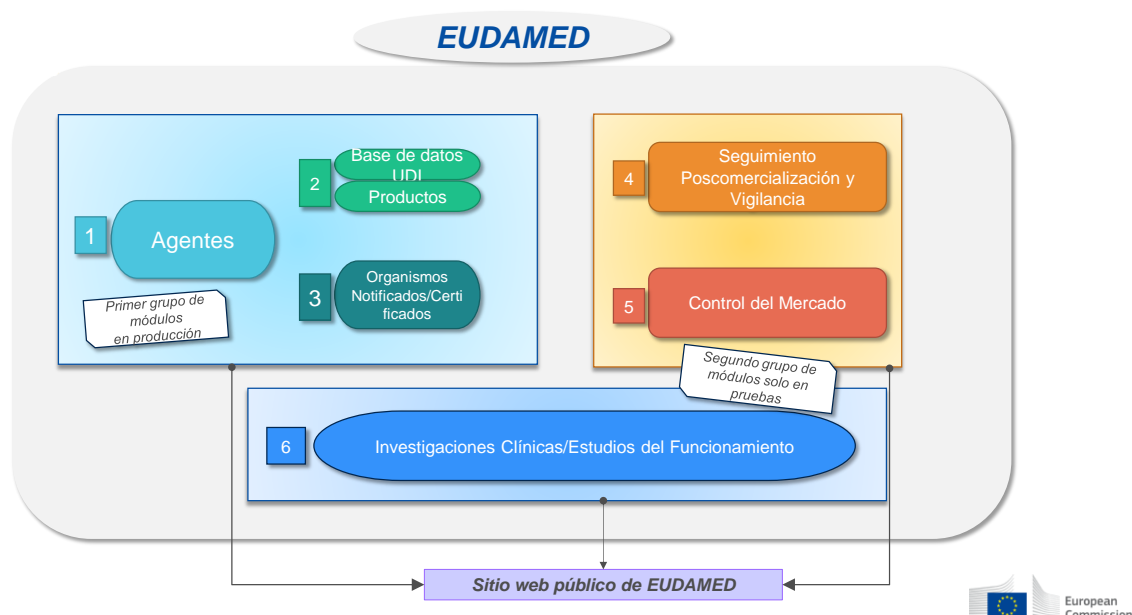 EUDAMED
1
Agentes
Primer grupo de
módulos
en producción
2
Base de datos
UDI
Productos
3
Organismos
Notificados/Certi
ficados
4
Seguimiento
Poscomercialización y
Vigilancia
5
Control del Mercado
Segundo grupo de
módulos solo en
pruebas
6
Investigaciones Clínicas/Estudios del Funcionamiento
Sitio web público de EUDAMED
European
Commission